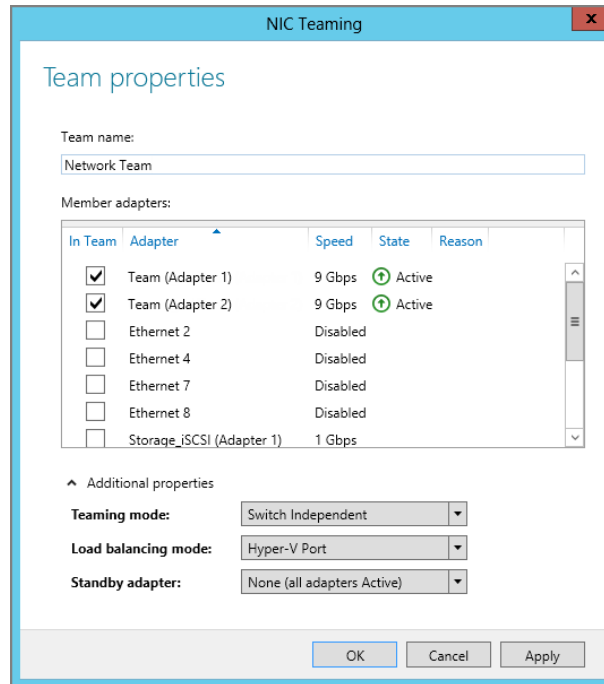 NIC Teaming
x
Team properties
Team name:
Network Team
Member adapters:
In Team Adapter Speed State Reason
Team (Adapter 1) 9 Gbps Active
Team (Adapter 2) 9 Gbps Active
Ethernet 2 Disabled
Ethernet 4 Disabled
Ethernet 7 Disabled
Ethernet 8 Disabled
Storage_iSCSI (Adapter 1) 1 Gbps
Additional properties
Teaming mode: Switch Independent
Load balancing mode: Hyper-V Port
Standby adapter: None (all adapters Active)
OK Cancel Apply